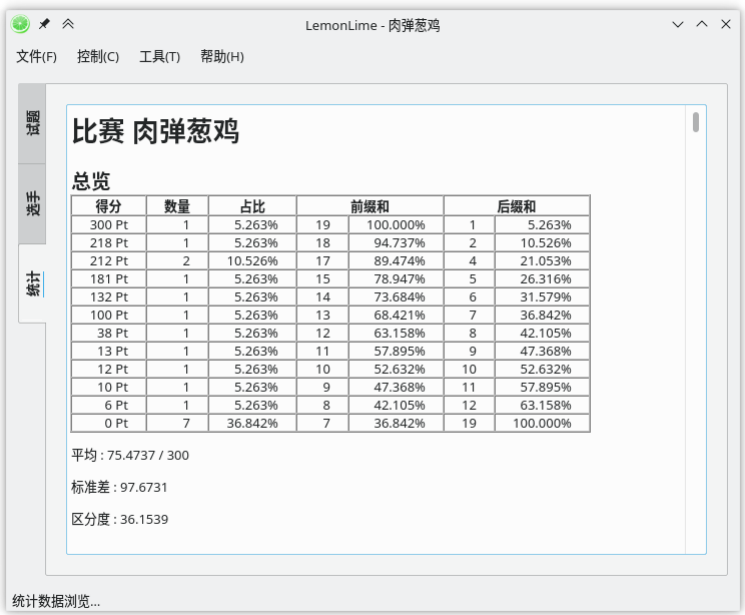 LemonLime - 肉弹葱鸡
文件(F) 控制(C) 工具(T) 帮助(H)
试题
选手
统计
比赛 肉弹葱鸡
总览
得分 数量 占比 前缀和 后缀和
300 Pt 1 5.263% 19 100.000% 1 5.263%
218 Pt 1 5.263% 18 94.737% 2 10.526%
212 Pt 2 10.526% 17 89.474% 4 21.053%
181 Pt 1 5.263% 15 78.947% 5 26.316%
132 Pt 1 5.263% 14 73.684% 6 31.579%
100 Pt 1 5.263% 13 68.421% 7 36.842%
38 Pt 1 5.263% 12 63.158% 8 42.105%
13 Pt 1 5.263% 11 57.895% 9 47.368%
12 Pt 1 5.263% 10 52.632% 10 52.632%
10 Pt 1 5.263% 9 47.368% 11 57.895%
6 Pt 1 5.263% 8 42.105% 12 63.158%
0 Pt 7 36.842% 7 36.842% 19 100.000%
平均 : 75.4737 / 300
标准差 : 97.6731
区分度 : 36.1539
统计数据浏览...